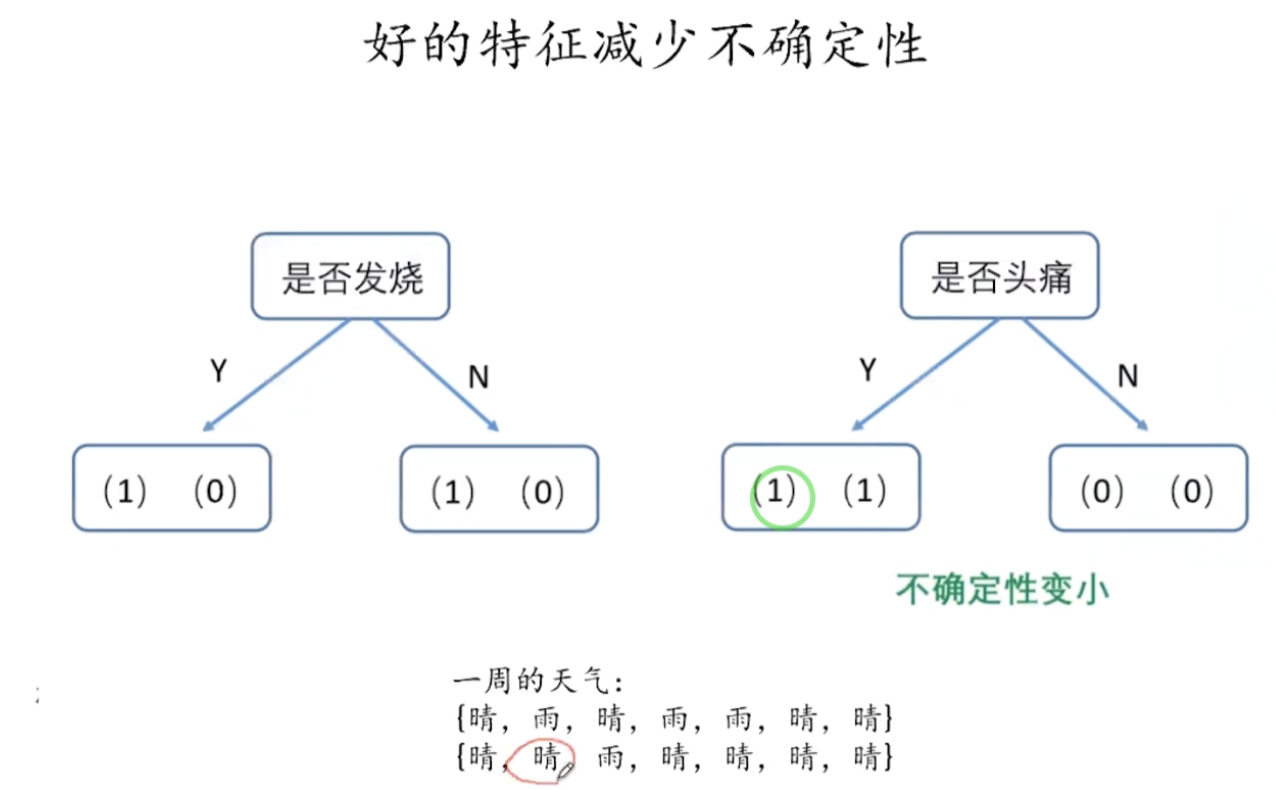 好的特征减少不确定性
是否发烧
是否头痛
Y
N
Y
N
(1) (0)
(1) (0)
(1) (1)
(0) (0)
不确定性变小
一周的天气：
{晴，雨，晴，雨，雨，晴，晴}
{晴，晴 雨，晴，晴，晴，晴}